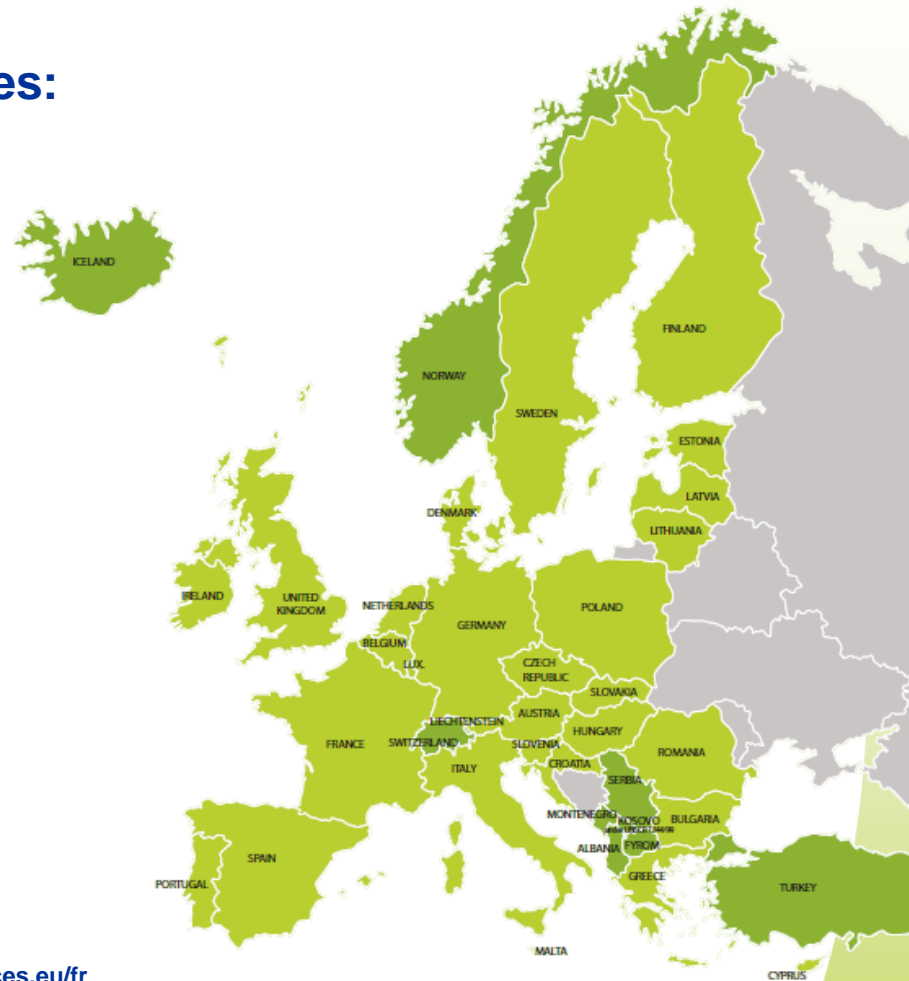 es:
ICELAND
FINLAND
NORWAY
SWEDEN
ESTONIA
LATVIA
DENMARK
LITHUANIA
IRELAND
UNITED
KINGDOM
NETHERLANDS
POLAND
GERMANY
BELGIUM
LUX.
CZECH
REPUBLIC
SLOVAKIA
AUSTRIA
LIECHTENSTEIN
HUNGARY
FRANCE
SWITZERLAND
SLOVENIA
ROMANIA
CROATIA
ITALY
SERBIA
MONTENEGRO
KOSOVO
BULGARIA
ALBANIA
FYROM
SPAIN
GREECE
PORTUGAL
TURKEY
MALTA
ces.eu/fr
CYPRUS